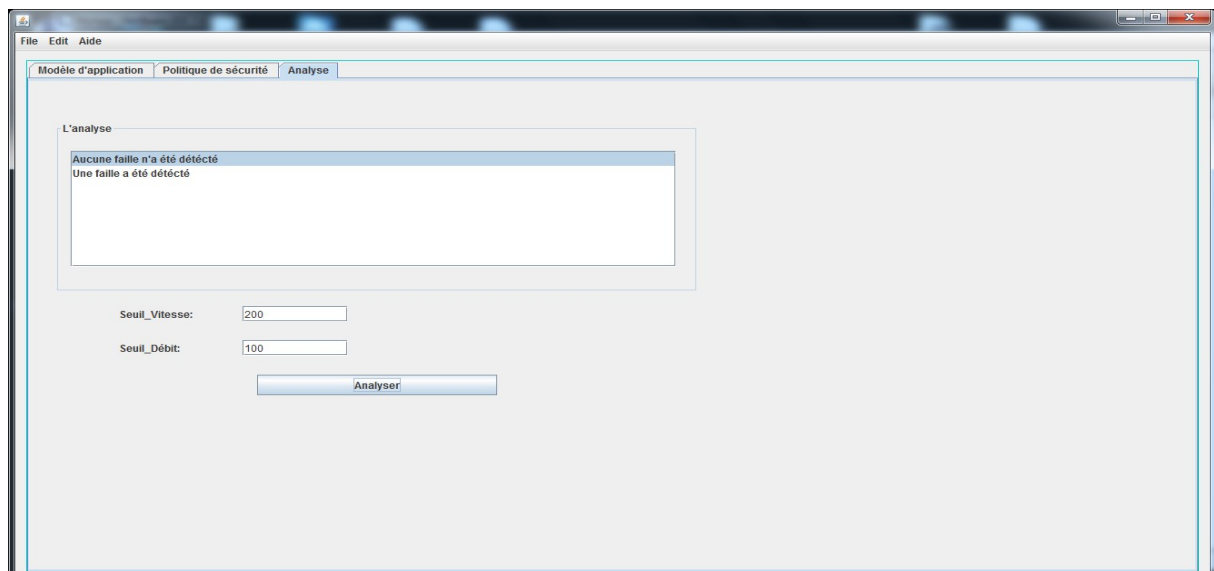 File Edit Aide
Modèle d'application Politique de sécurité Analyse
L'analyse
Aucune faille n'a été détécté
Une faille a été détécté
Seuil_Vitesse: 200
Seuil_Débit: 100
Analyser